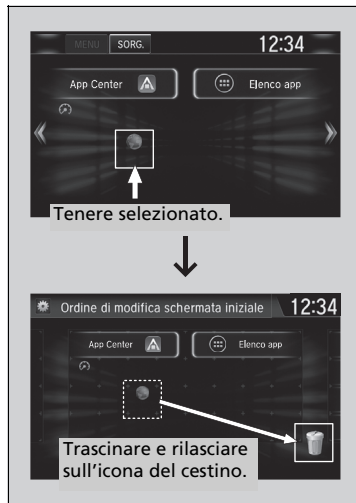 MENU SORG. 12:34
App Center Elenco app
Tenere selezionato.
Ordine di modifica schermata iniziale 12:34
App Center Elenco app
Trascinare e rilasciare
sull'icona del cestino.